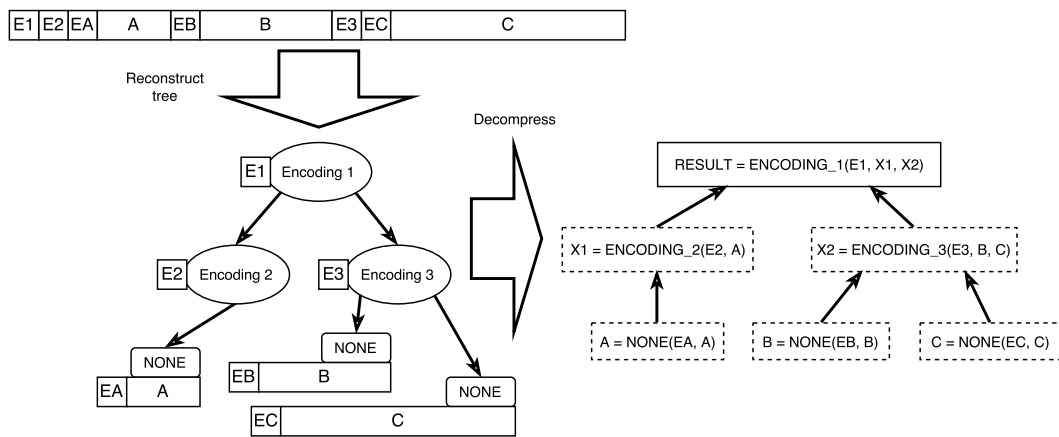 E1 E2 EA A EB B E3 EC C
Reconstruct
tree
Decompress
E1 Encoding 1
RESULT = ENCODING_1(E1, X1, X2)
E2 Encoding 2
E3 Encoding 3
X1 = ENCODING_2(E2, A)
X2 = ENCODING_3(E3, B, C)
NONE
EA A
NONE
EB B
NONE
EC C
A = NONE(EA, A)
B = NONE(EB, B)
C = NONE(EC, C)